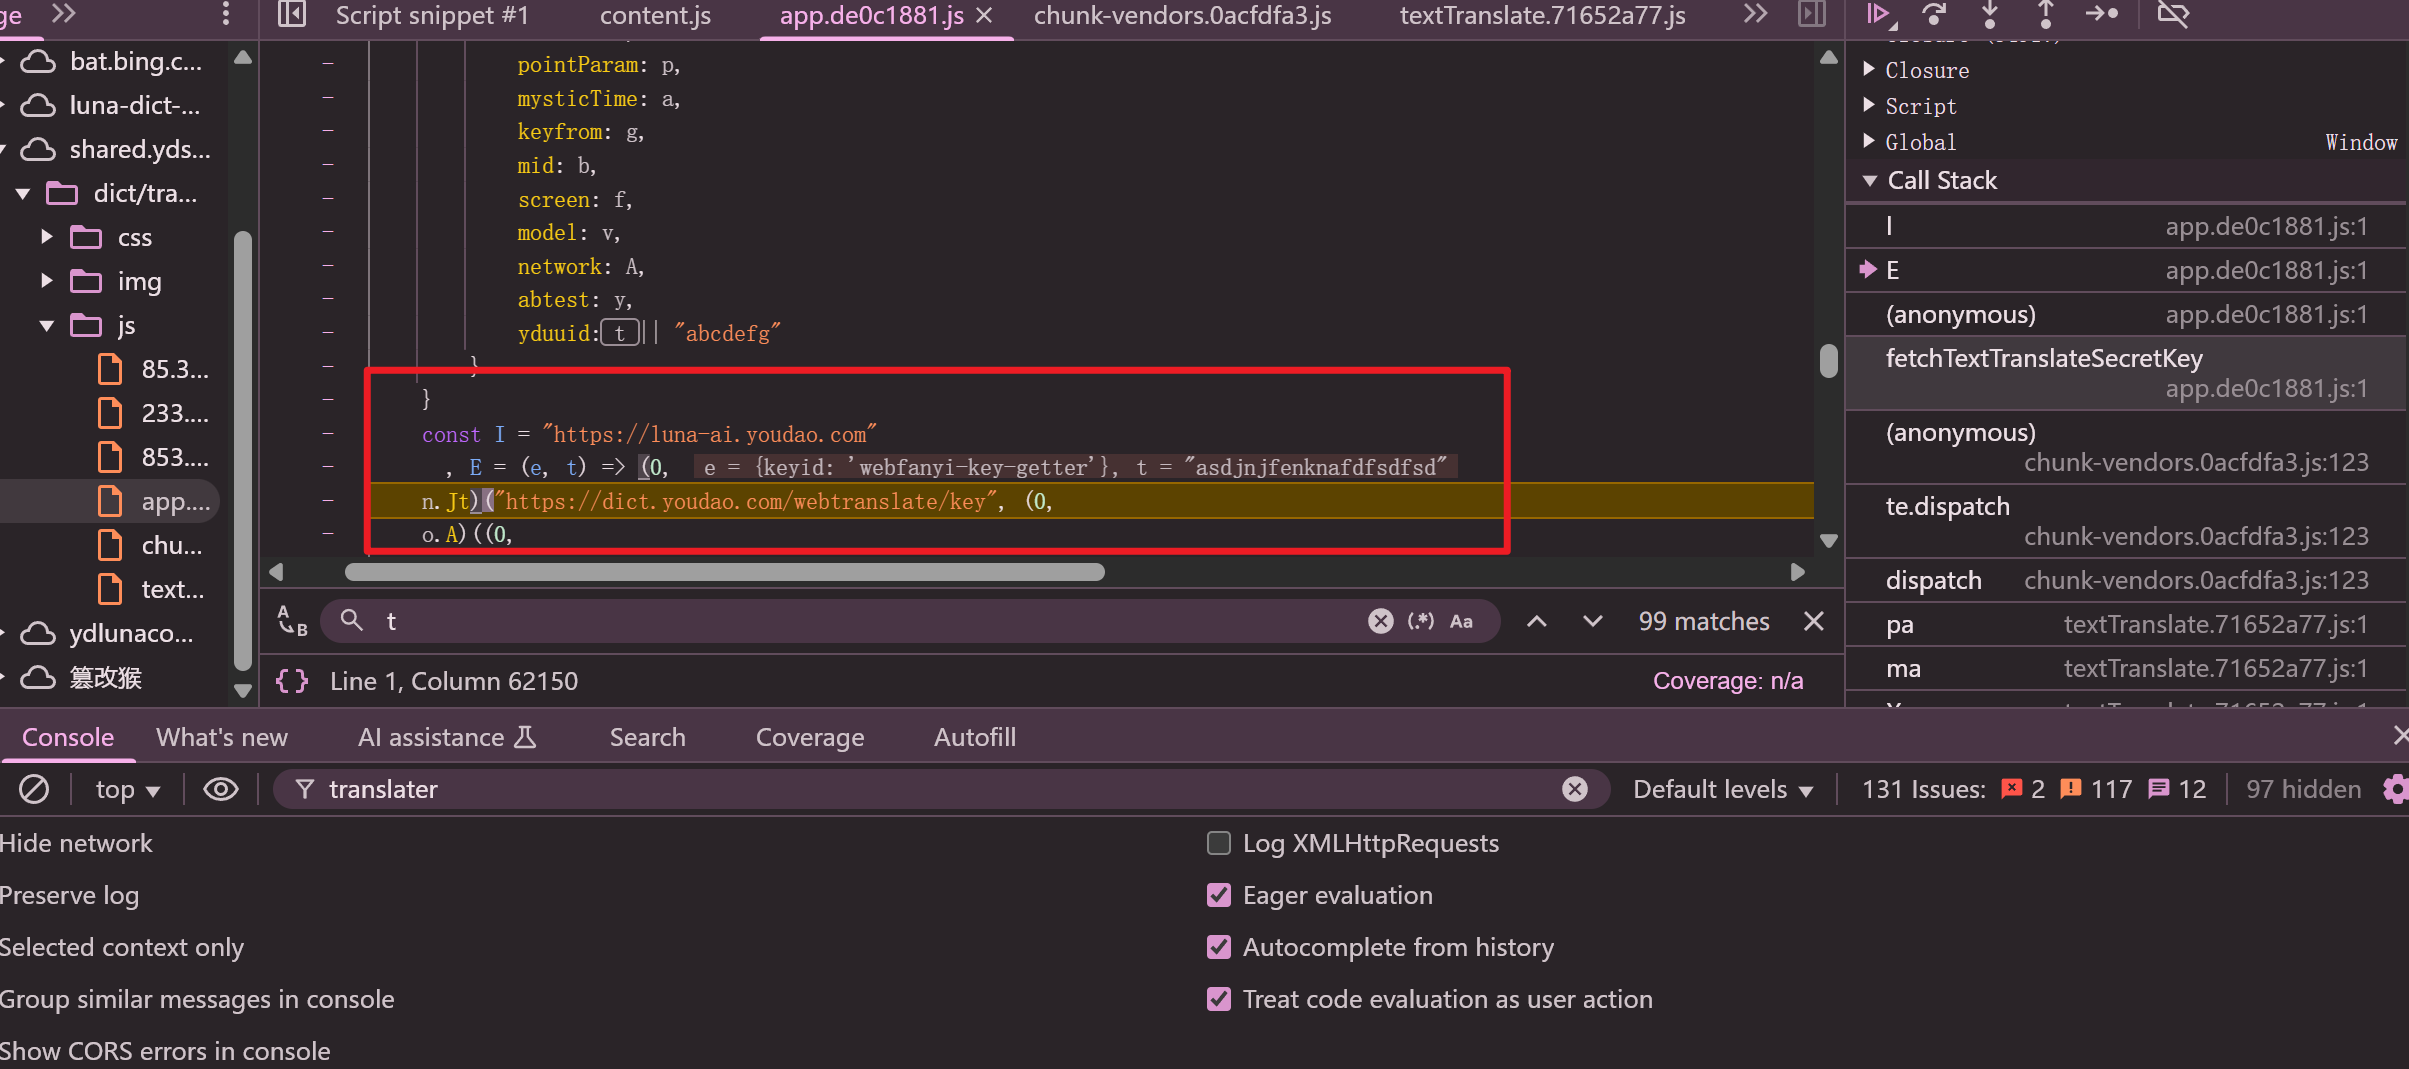 ge
Script snippet #1
content.js
app.de0c1881.js
chunk-vendors.0acfdfa3.js
textTranslate.71652a77.js
bat.bing.c...
luna-dict-...
shared.yds...
dict/tra...
css
img
js
85.3...
233....
853....
app....
chu...
text...
ydlunaco...
篡改猴
pointParam: p,
mysticTime: a,
keyfrom: g,
mid: b,
screen: f,
model: v,
network: A,
abtest: y,
yduuid: t || "abcdefg"
}
}
const I = "https://luna-ai.youdao.com"
, E = (e, t) => (0, e = {keyid: 'webfanyi-key-getter'}, t = "asdjnjfenknafdfsdfsd"
n.Jt)("https://dict.youdao.com/webtranslate/key", (0,
o.A)((0,
t
Aa
99 matches
{} Line 1, Column 62150
Coverage: n/a
Closure
Script
Global Window
Call Stack
l app.de0c1881.js:1
E app.de0c1881.js:1
(anonymous) app.de0c1881.js:1
fetchTextTranslateSecretKey
app.de0c1881.js:1
(anonymous)
chunk-vendors.0acfdfa3.js:123
te.dispatch
chunk-vendors.0acfdfa3.js:123
dispatch chunk-vendors.0acfdfa3.js:123
pa textTranslate.71652a77.js:1
ma textTranslate.71652a77.js:1
Console What's new AI assistance Search Coverage Autofill
top translater Default levels 131 Issues: 2 117 12 97 hidden
Hide network
Preserve log
Selected context only
Group similar messages in console
Show CORS errors in console
Log XMLHttpRequests
Eager evaluation
Autocomplete from history
Treat code evaluation as user action